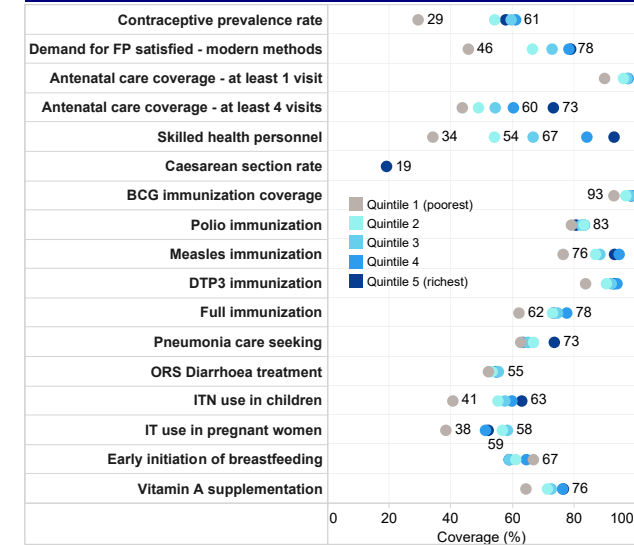 Contraceptive prevalence rate 29 61
Demand for FP satisfied - modern methods 46 78
Antenatal care coverage - at least 1 visit
Antenatal care coverage - at least 4 visits 60 73
Skilled health personnel 34 54 67
Caesarean section rate 19
BCG immunization coverage 93
Quintile 1 (poorest)
Quintile 2
Quintile 3
Quintile 4
Quintile 5 (richest)
Polio immunization 83
Measles immunization 76
DTP3 immunization
Full immunization 62 78
Pneumonia care seeking 73
ORS Diarrhoea treatment 55
ITN use in children 41 63
IT use in pregnant women 38 58
59
Early initiation of breastfeeding 67
Vitamin A supplementation 76
0 20 40 60 80 100
Coverage (%)